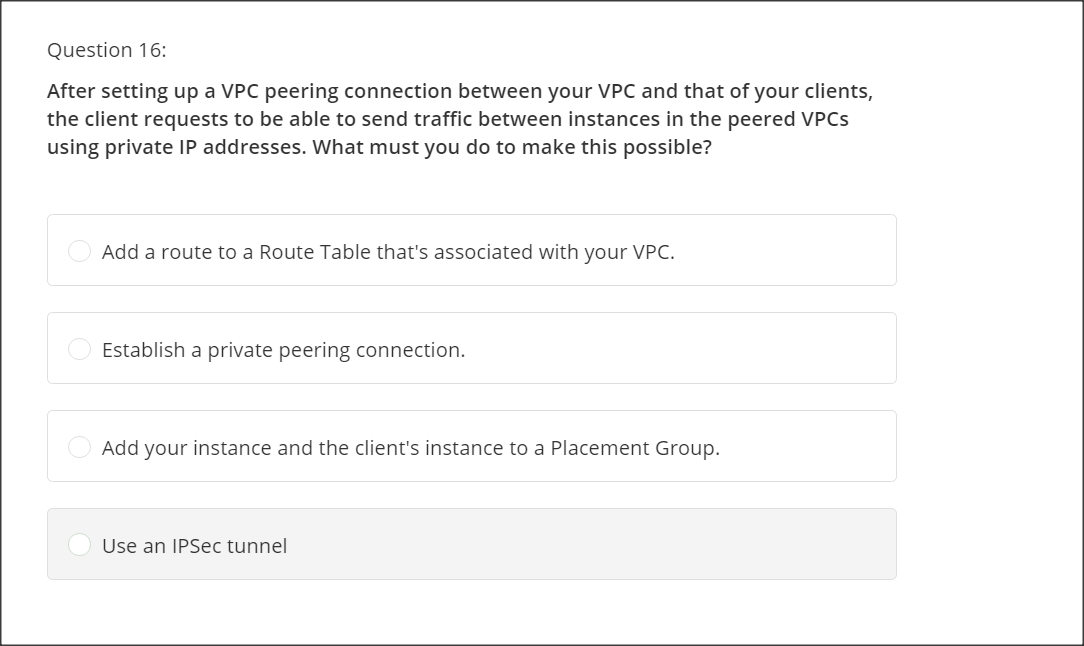 Question 16:
After setting up a VPC peering connection between your VPC and that of your clients,
the client requests to be able to send traffic between instances in the peered VPCs
using private IP addresses. What must you do to make this possible?
Add a route to a Route Table that's associated with your VPC.
Establish a private peering connection.
Add your instance and the client's instance to a Placement Group.
Use an IPSec tunnel